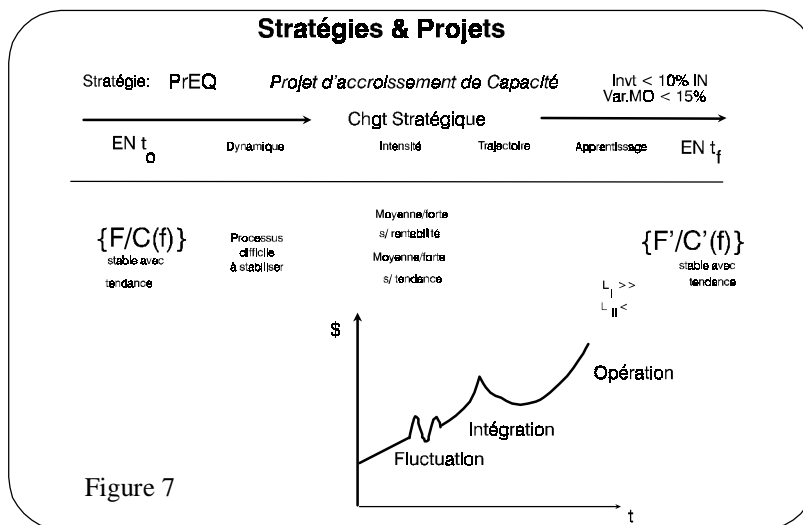 Stratégies & Projets
Stratégie: PrEQ Projet d'accroissement de Capacité Invt < 10% IN
Var.MO < 15%
Chgt Stratégique
EN t0 Dynamique Intensité Trajectoire Apprentissage EN tf
{F/C(f)}
stable avec
tendance
Processus
difficile
à stabiliser
Moyenne/forte
s/ rentabilité
Moyenne/forte
s/ tendance
{F'/C'(f)}
stable avec
tendance
L I >>
L II <
$
Opération
Intégration
Fluctuation
t
Figure 7